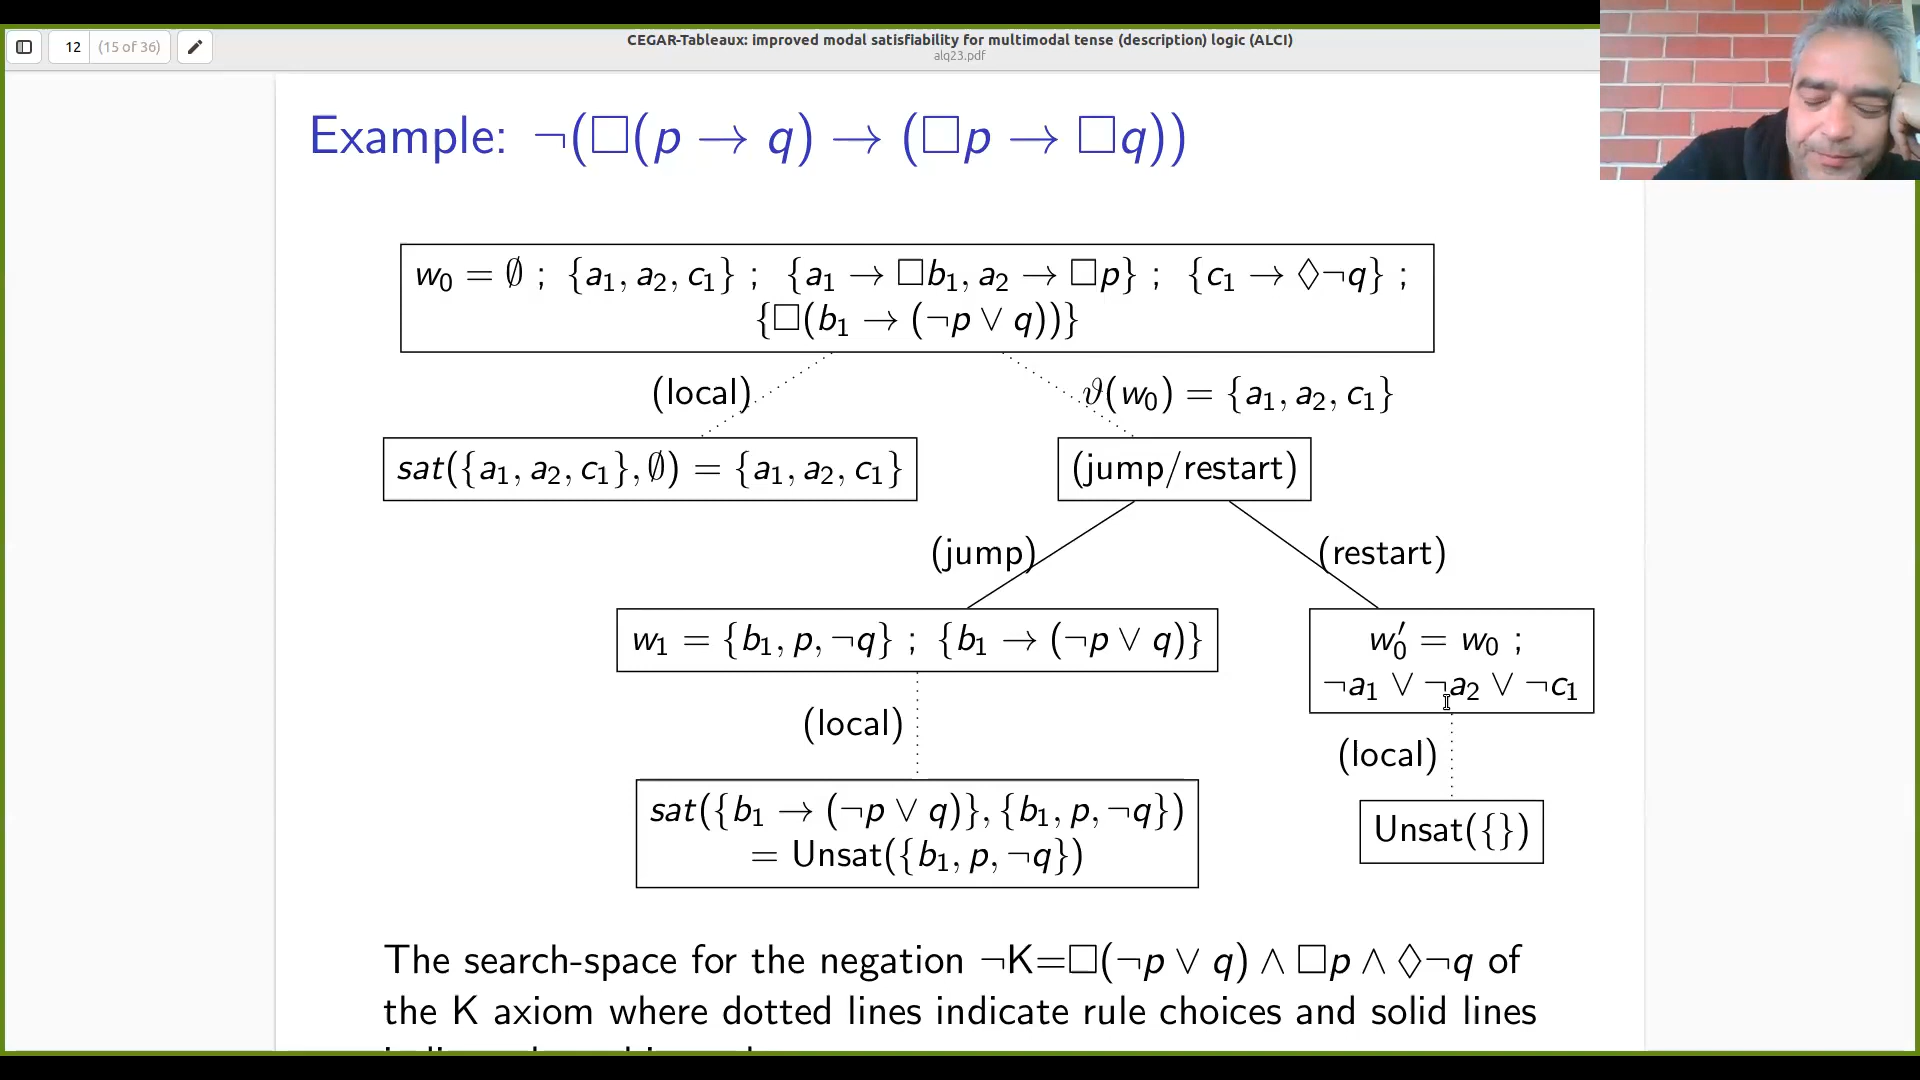 12 (15 of 36)
CEGAR-Tableaux: improved modal satisfiability for multimodal tense (description) logic (ALCI)
alq23.pdf
Example: ¬(□(p → q) → (□p → □q))
w₀ = ∅ ; {a₁, a₂, c₁} ; {a₁ → □b₁, a₂ → □p} ; {c₁ → ◊¬q} ;
{□(b₁ → (¬p ∨ q))}
(local)
ϑ(w₀) = {a₁, a₂, c₁}
sat({a₁, a₂, c₁}, ∅) = {a₁, a₂, c₁}
(jump/restart)
(jump)
(restart)
w₁ = {b₁, p, ¬q} ; {b₁ → (¬p ∨ q)}
w₀′ = w₀ ;
¬a₁ ∨ ¬a₂ ∨ ¬c₁
(local)
(local)
sat({b₁ → (¬p ∨ q)}, {b₁, p, ¬q})
= Unsat({b₁, p, ¬q})
Unsat({})
The search-space for the negation ¬K=□(¬p ∨ q) ∧ □p ∧ ◊¬q of
the K axiom where dotted lines indicate rule choices and solid lines